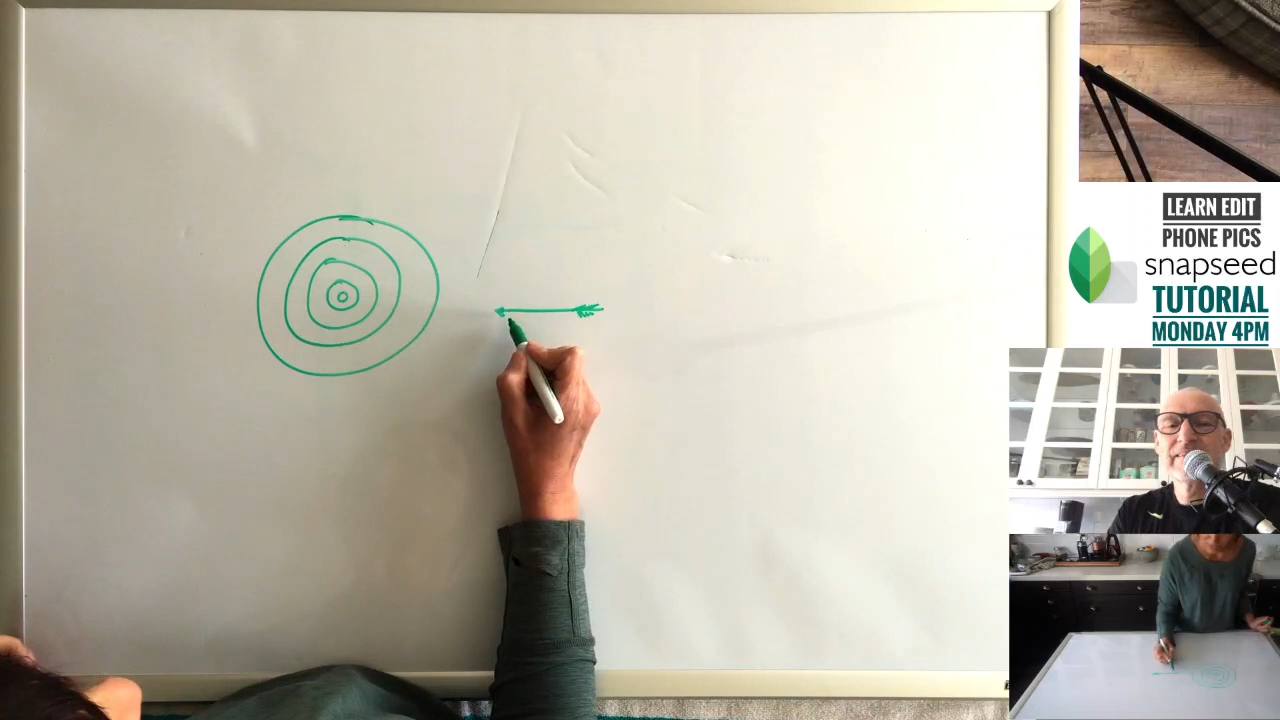 LEARN EDIT
PHONE PICS
snapseed
TUTORIAL
MONDAY 4PM